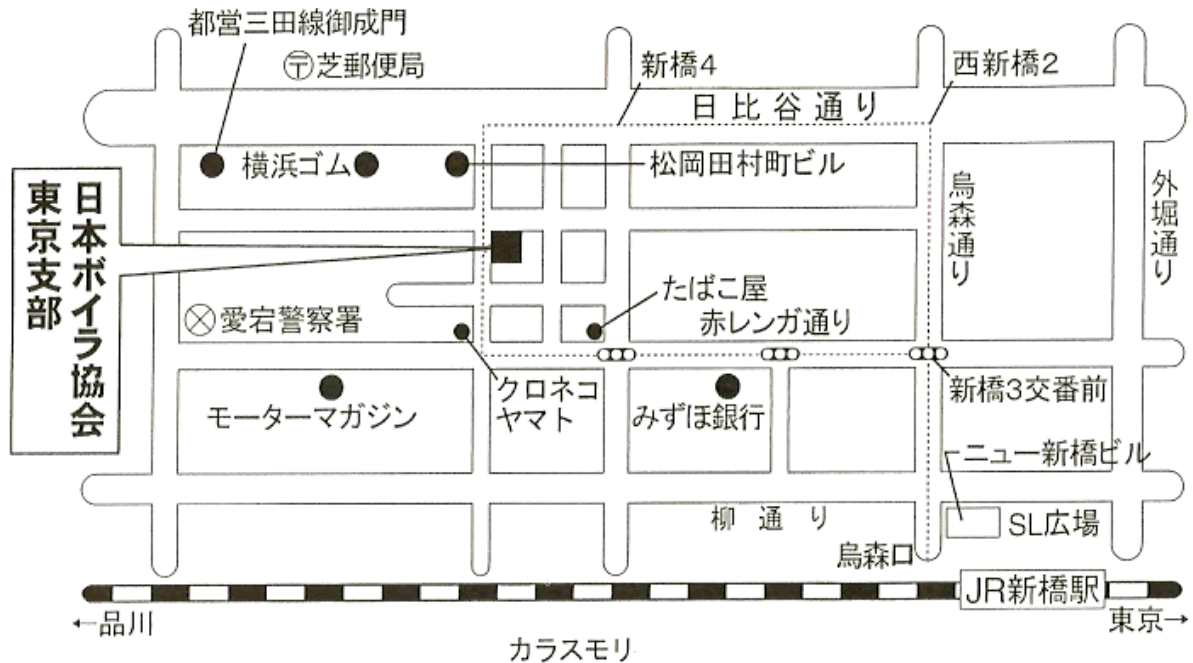 都営三田線御成門
〒芝郵便局
新橋4
西新橋2
日比谷通り
横浜ゴム
松岡田村町ビル
烏森通り
外堀通り
日本ボイラ協会
東京支部
たばこ屋
愛宕警察署
赤レンガ通り
クロネコ
ヤマト
新橋3交番前
モーターマガジン
みずほ銀行
ニュー新橋ビル
柳通り
SL広場
烏森口
JR新橋駅
←品川
東京→
カラスモリ